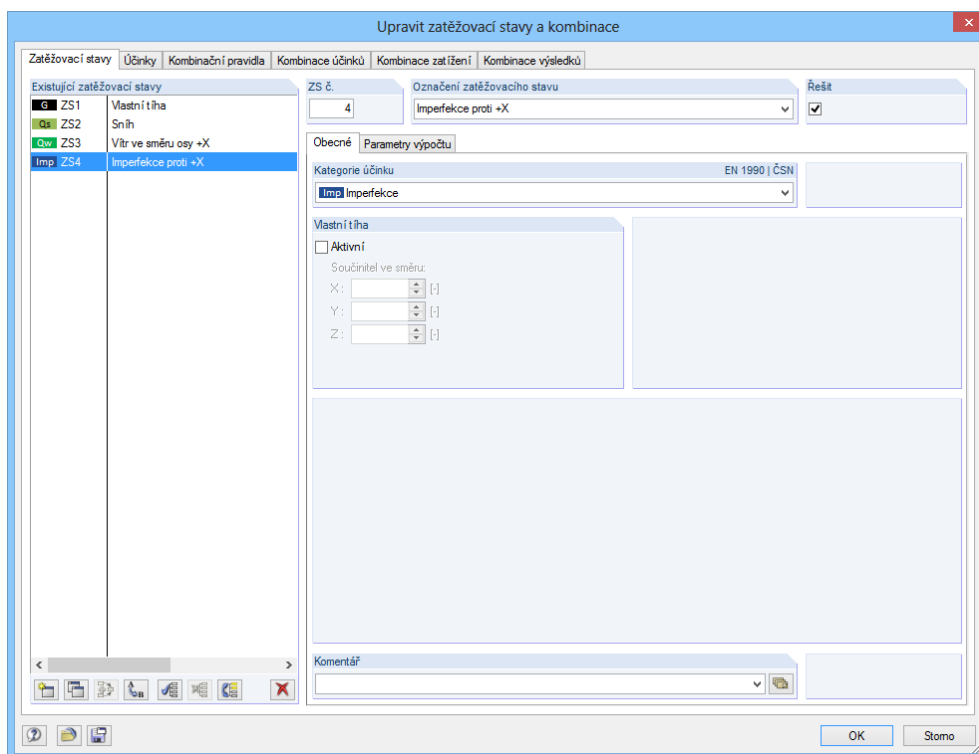 Upravit zatěžovací stavy a kombinace
Zatěžovací stavy Účinky Kombinační pravidla Kombinace účinků Kombinace zatížení Kombinace výsledků
Existující zatěžovací stavy
G ZS1 Vlastní tíha
Qs ZS2 Sníh
Qw ZS3 Vítr ve směru osy +X
Imp ZS4 Imperfekce proti +X
ZS č.
4
Označení zatěžovacího stavu
Imperfekce proti +X
Řešit
Obecné Parametry výpočtu
Kategorie účinku EN 1990 | ČSN
Imp Imperfekce
Vlastní tíha
Aktivní
Součinitel ve směru:
X: [-]
Y: [-]
Z: [-]
Komentář
OK Storno